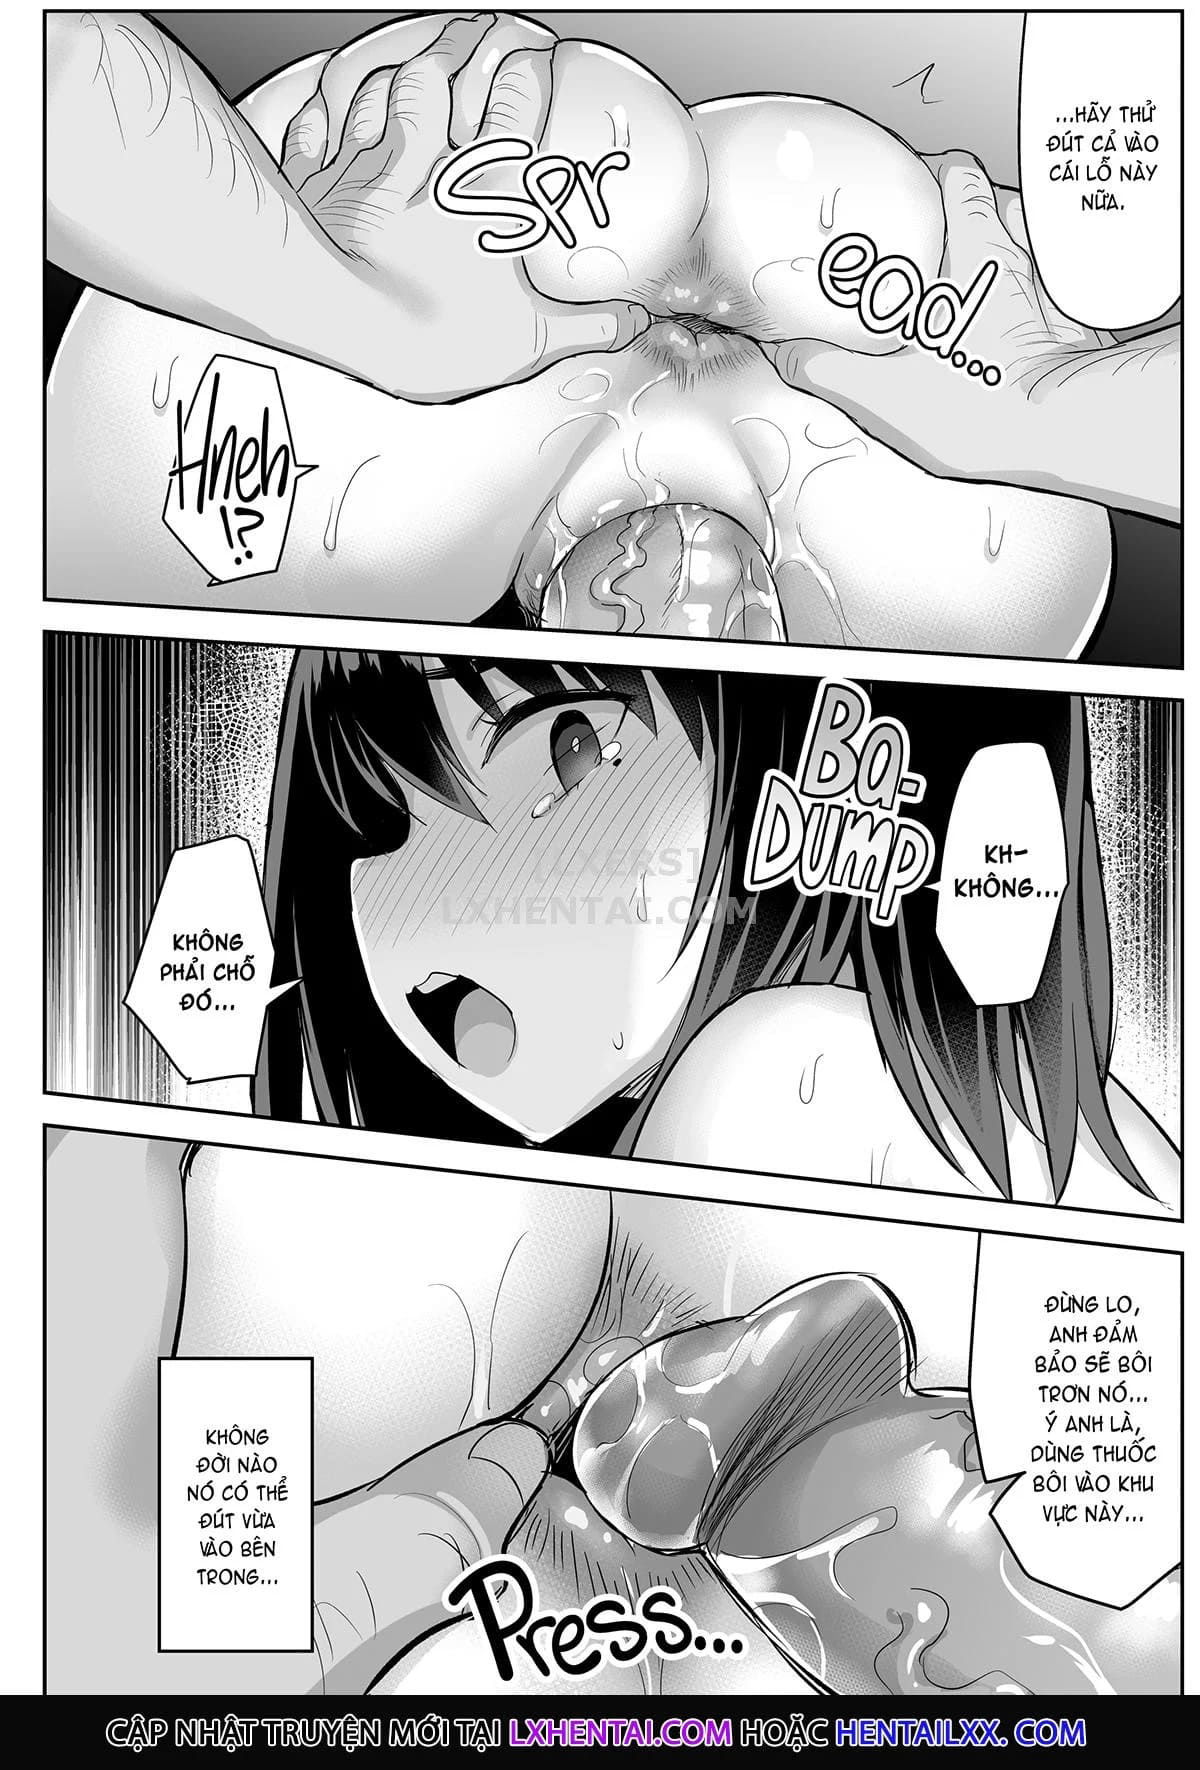 ...HÃY THỬ
ĐÚT CẢ VÀO
CÁI LỖ NÀY
NỮA.
Spr
ead...
Hneh
!?
BA-
DUMP
KH-
KHÔNG...
KHÔNG
PHẢI CHỖ
ĐÓ...
[LXERS]
LXHENTAI.COM
ĐỪNG LO,
ANH ĐẢM
BẢO SẼ BÔI
TRƠN NÓ...
Ý ANH LÀ,
DÙNG THUỐC
BÔI VÀO KHU
VỰC NÀY...
KHÔNG
ĐỜI NÀO
NÓ CÓ THỂ
ĐÚT VỪA
VÀO BÊN
TRONG...
Press...
CẬP NHẬT TRUYỆN MỚI TẠI LXHENTAI.COM HOẶC HENTAILXX. COM